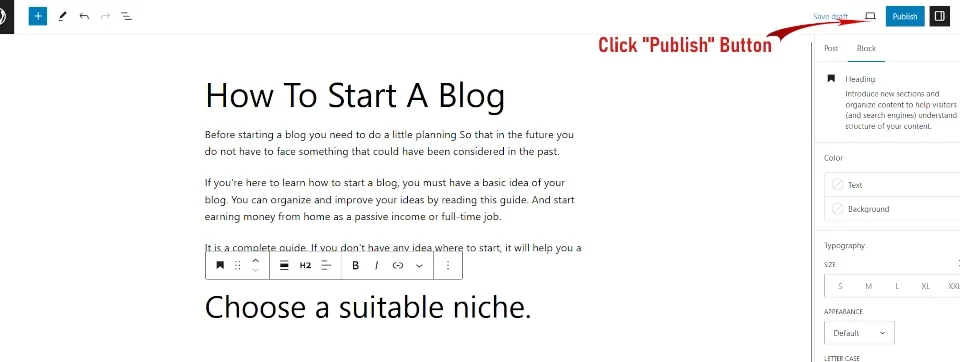 Save draft
Publish
Click "Publish" Button
Post Block
How To Start A Blog
Before starting a blog you need to do a little planning So that in the future you
do not have to face something that could have been considered in the past.
If you're here to learn how to start a blog, you must have a basic idea of your
blog. You can organize and improve your ideas by reading this guide. And start
earning money from home as a passive income or full-time job.
It is a complete guide. If you don't have any idea where to start, it will help you a
H2 B I
Choose a suitable niche.
Heading
Introduce new sections and
organize content to help visitors
(and search engines) understand
structure of your content.
Color
Text
Background
Typography
SIZE
S M L XL XXL
APPEARANCE
Default
LETTER CASE